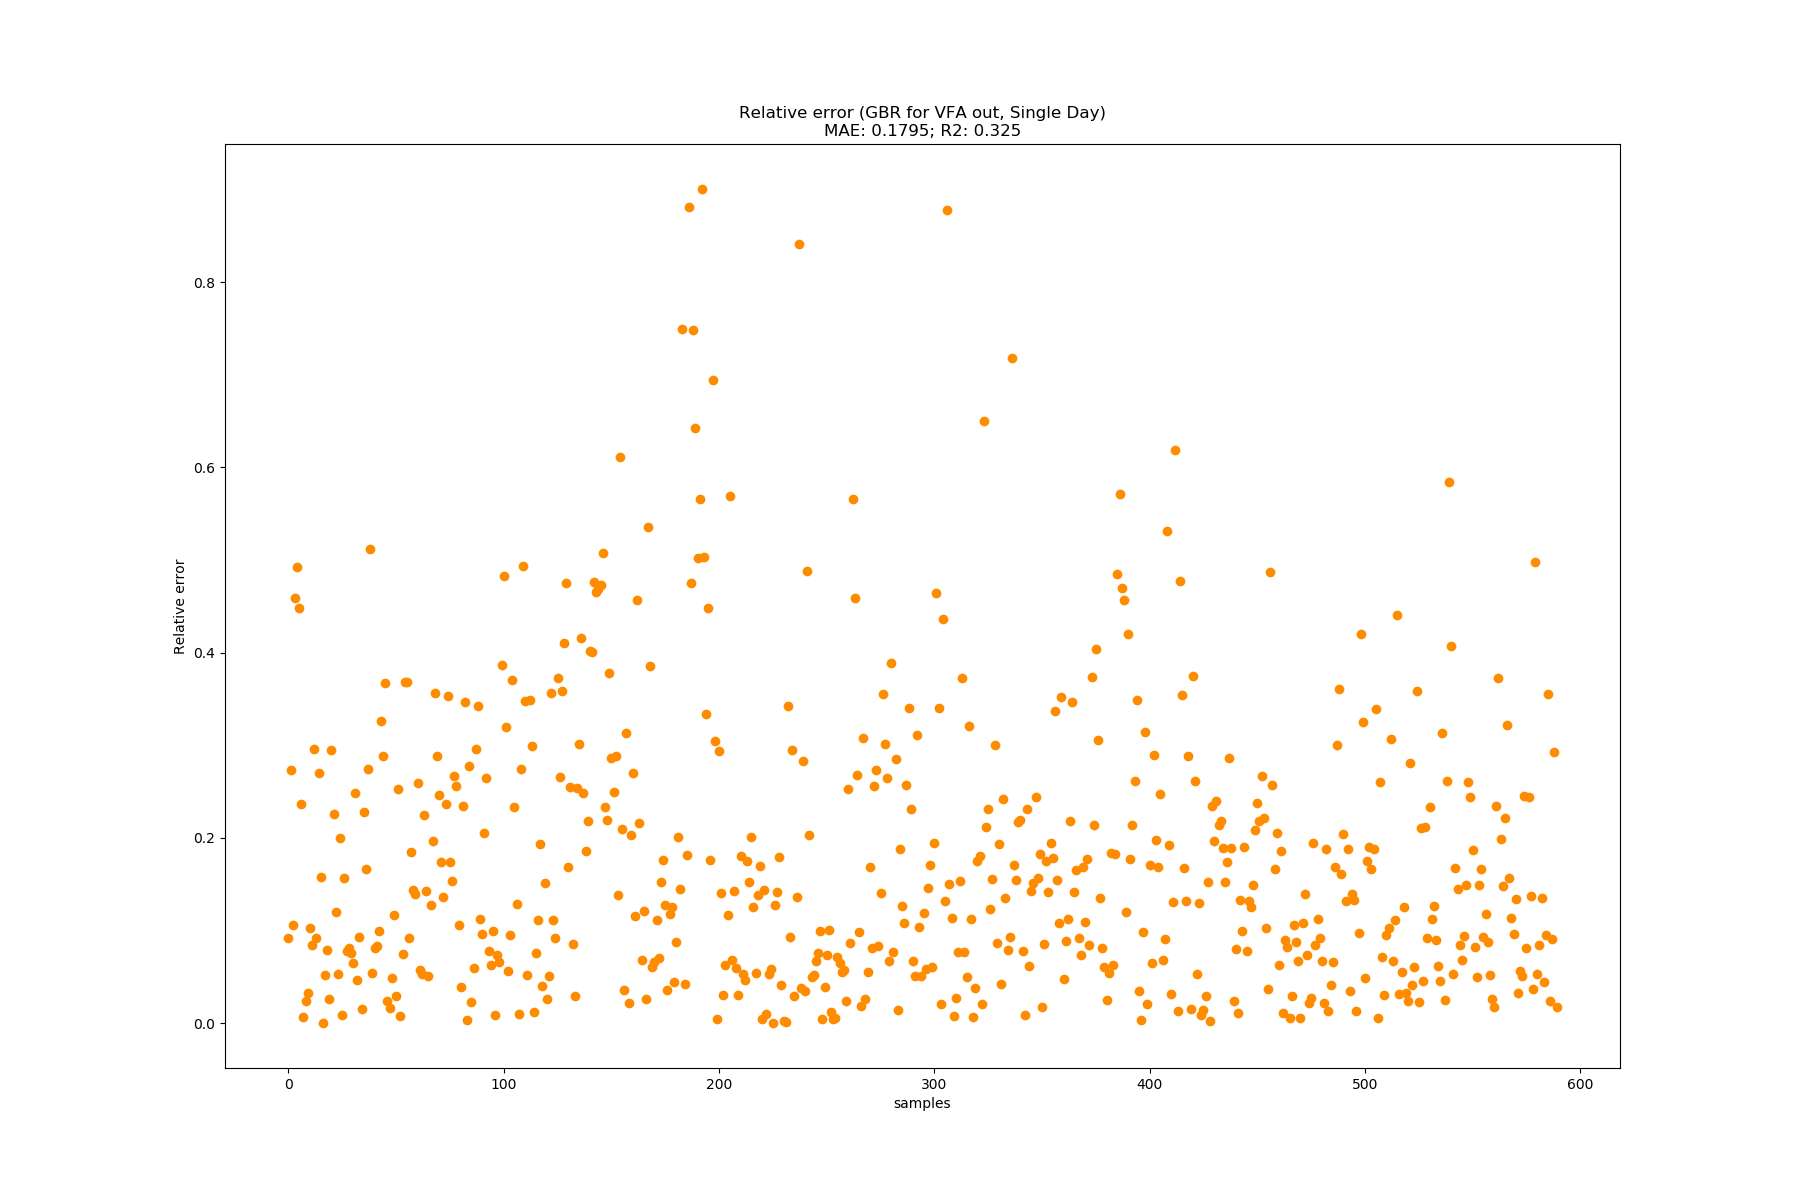 Relative error (GBR for VFA out, Single Day)
MAE: 0.1795; R2: 0.325
0.8
0.6
0.4
0.2
0.0
Relative error
0 100 200 300 400 500 600
samples